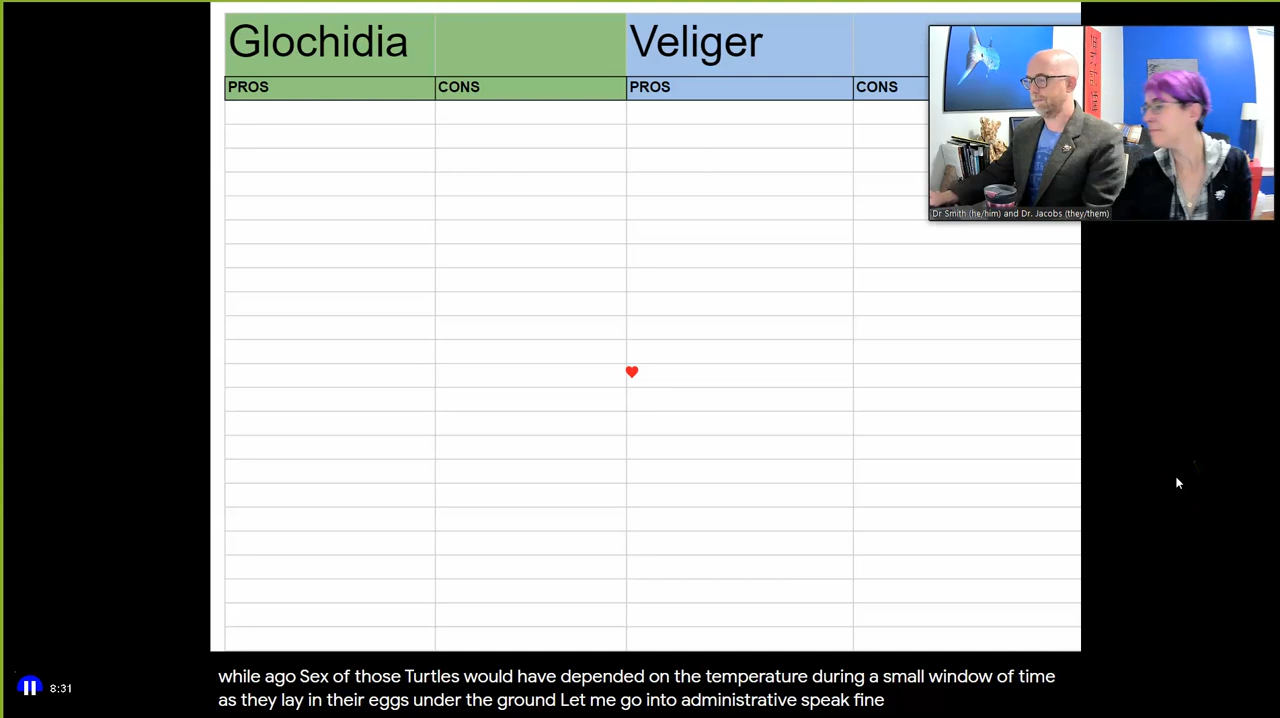 Glochidia Veliger
PROS CONS PROS CONS
Dr Smith (he/him) and Dr. Jacobs (they/them)
while ago Sex of those Turtles would have depended on the temperature during a small window of time
as they lay in their eggs under the ground Let me go into administrative speak fine
8:31